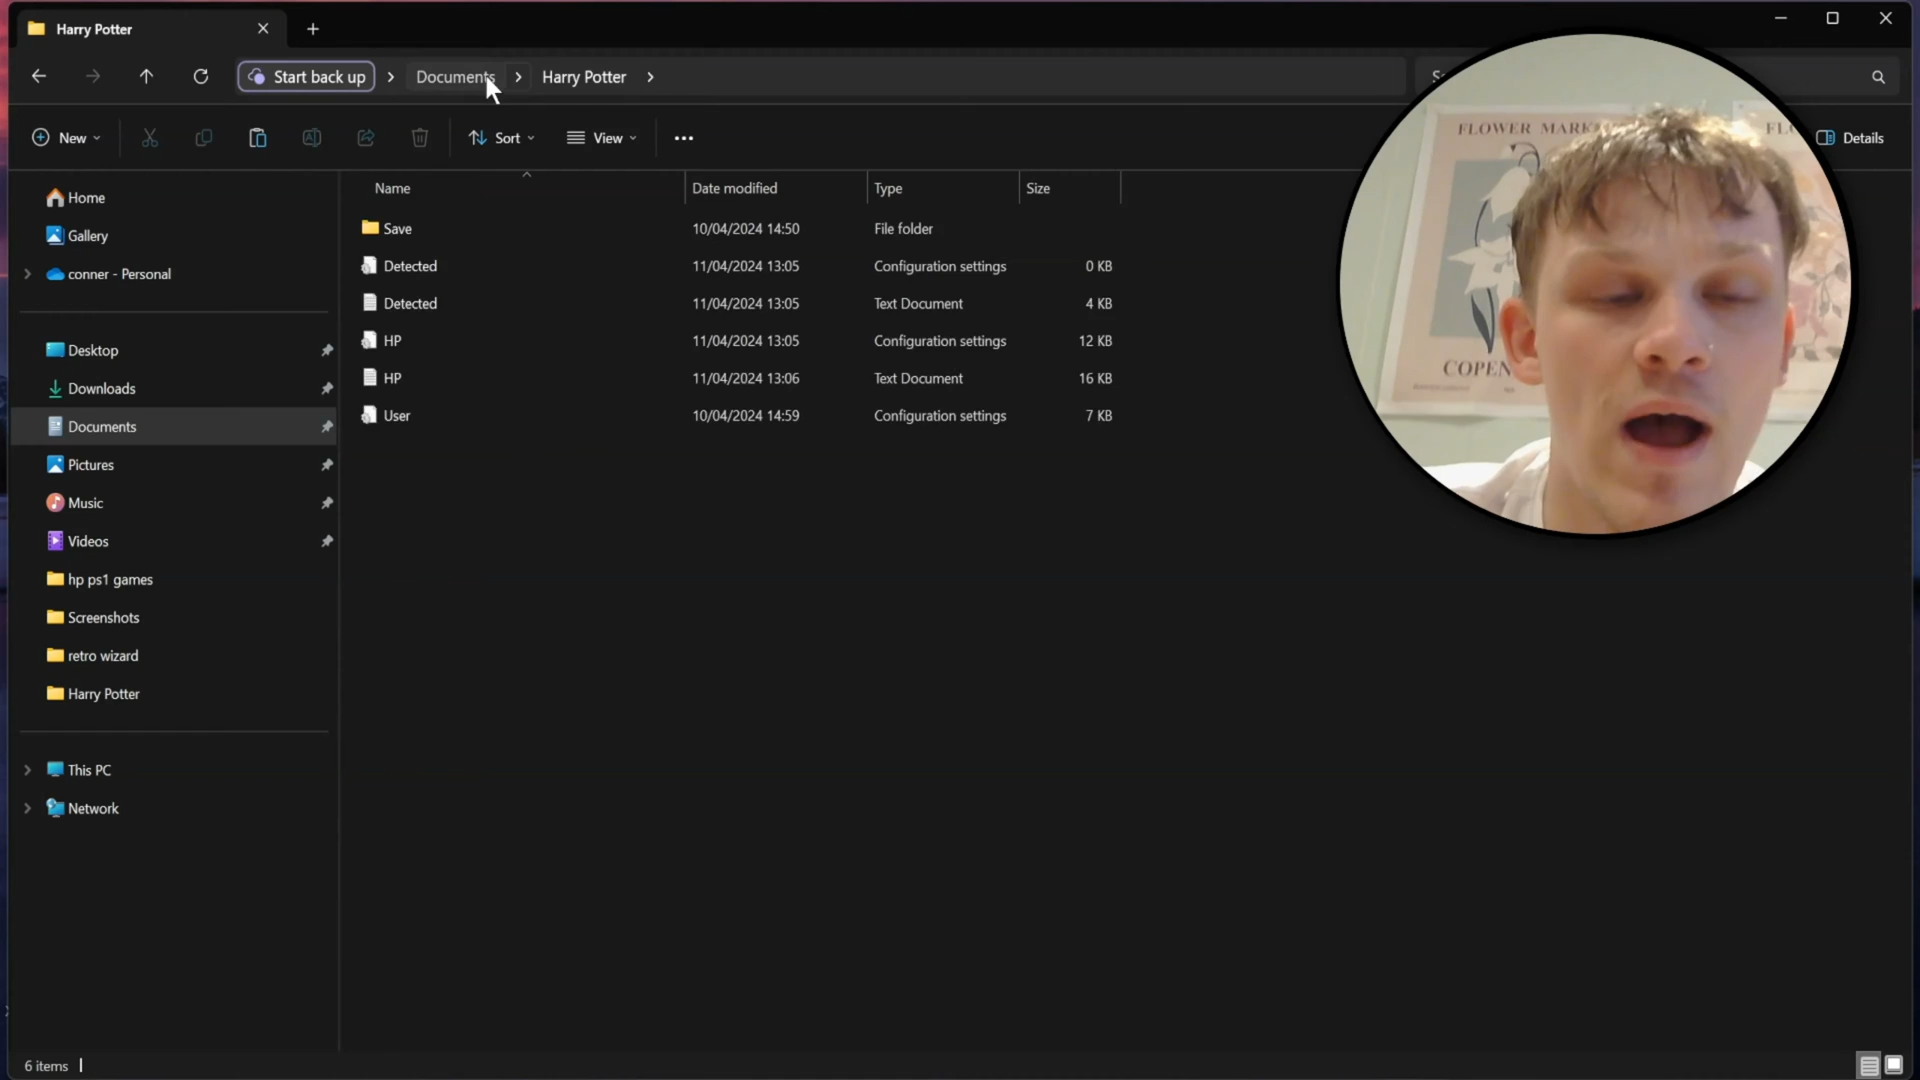 Harry Potter
Start back up > Documents > Harry Potter >
New
Sort
View
Details
Home
Gallery
conner - Personal
Desktop
Downloads
Documents
Pictures
Music
Videos
hp ps1 games
Screenshots
retro wizard
Harry Potter
This PC
Network
Name Date modified Type Size
Save 10/04/2024 14:50 File folder
Detected 11/04/2024 13:05 Configuration settings 0 KB
Detected 11/04/2024 13:05 Text Document 4 KB
HP 11/04/2024 13:05 Configuration settings 12 KB
HP 11/04/2024 13:06 Text Document 16 KB
User 10/04/2024 14:59 Configuration settings 7 KB
FLOWER MARK
FL
COPEN
6 items